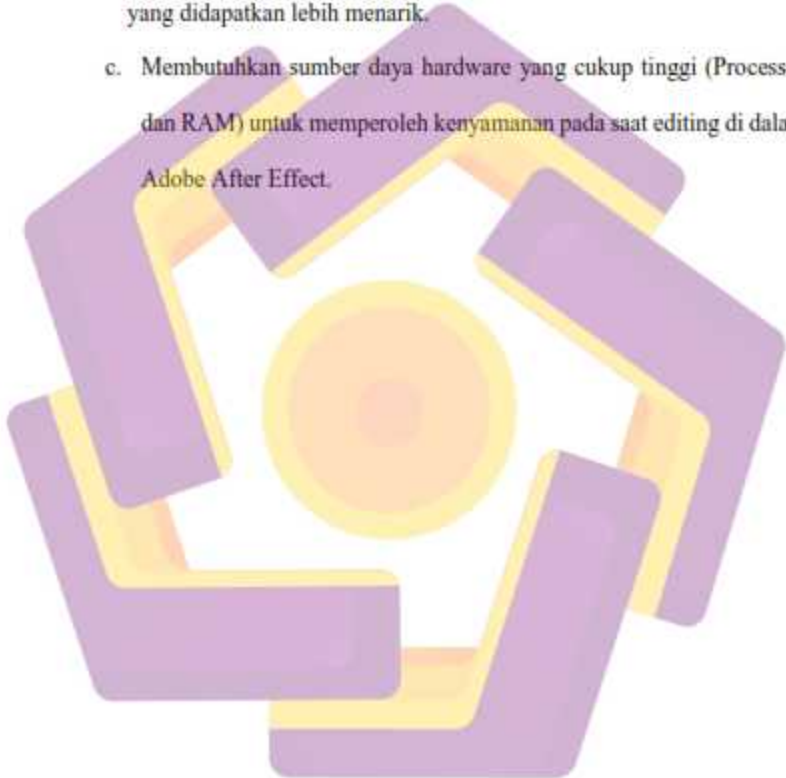 yang didapatkan lebih menarik.
c. Membutuhkan sumber daya hardware yang cukup tinggi (Process
dan RAM) untuk memperoleh kenyamanan pada saat editing di dala
Adobe After Effect.